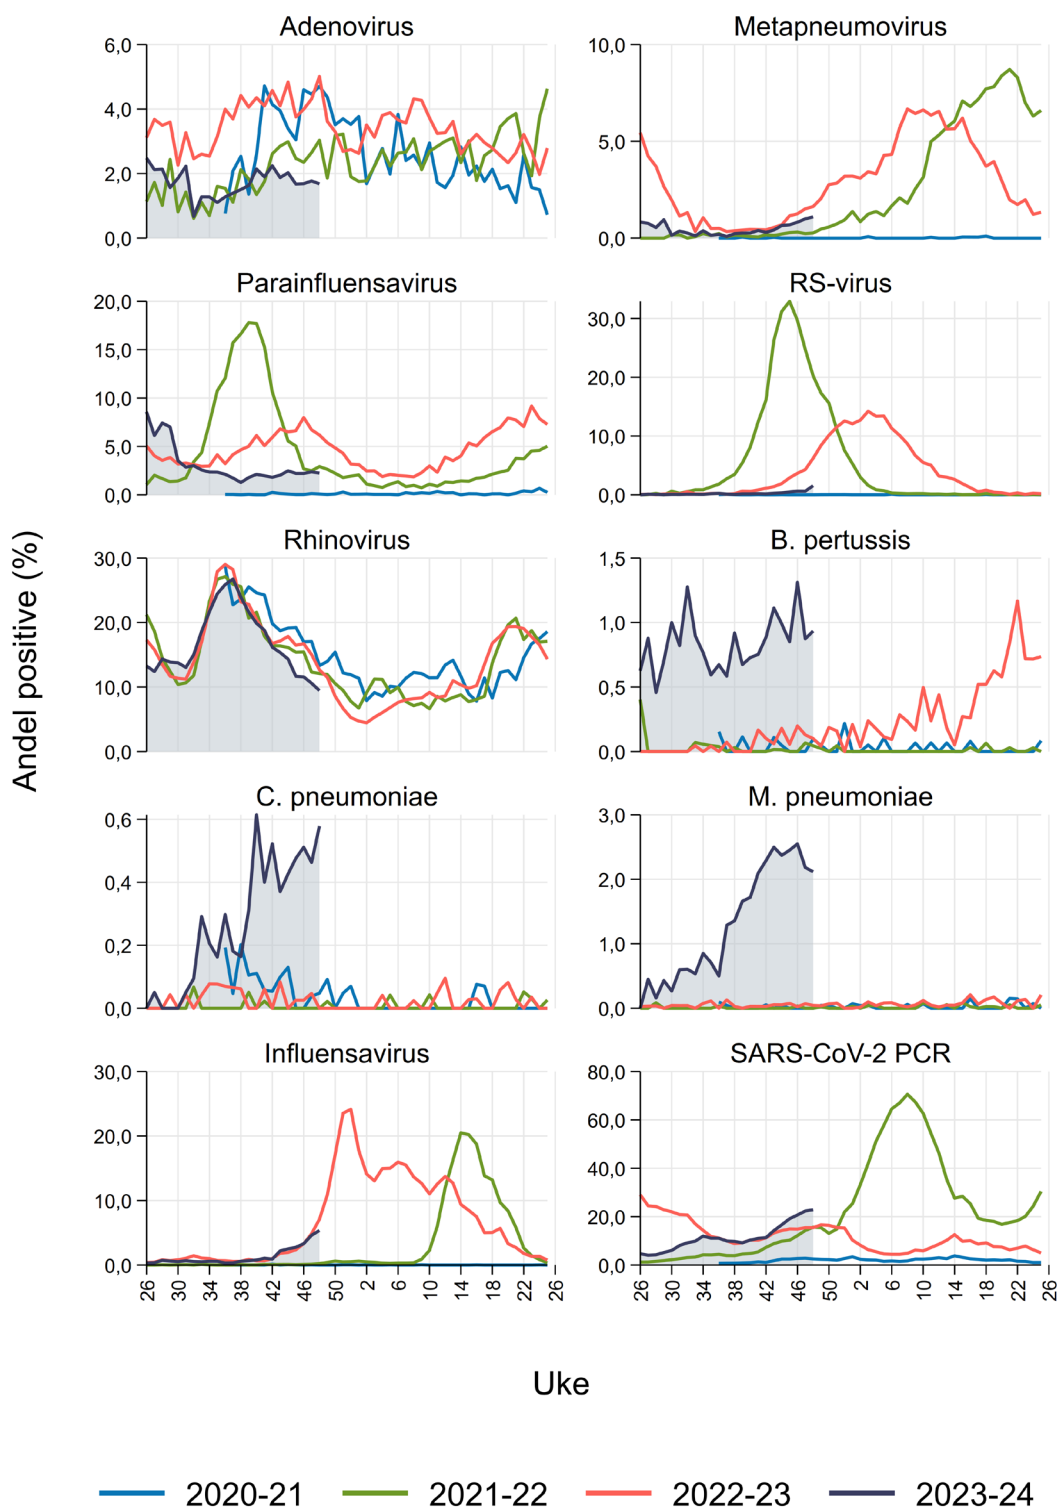 Adenovirus
Metapneumovirus
6,0
4,0
2,0
0,0
10,0
5,0
0,0
Parainfluensavirus
RS-virus
20,0
15,0
10,0
5,0
0,0
30,0
20,0
10,0
0,0
Andel positive (%)
Rhinovirus
B. pertussis
30,0
20,0
10,0
0,0
1,5
1,0
0,5
0,0
C. pneumoniae
M. pneumoniae
0,6
0,4
0,2
0,0
3,0
2,0
1,0
0,0
Influensavirus
SARS-CoV-2 PCR
30,0
20,0
10,0
0,0
80,0
60,0
40,0
20,0
0,0
26 30 34 38 42 46 50 2 6 10 14 18 22 26
26 30 34 38 42 46 50 2 6 10 14 18 22 26
Uke
2020-21 2021-22 2022-23 2023-24